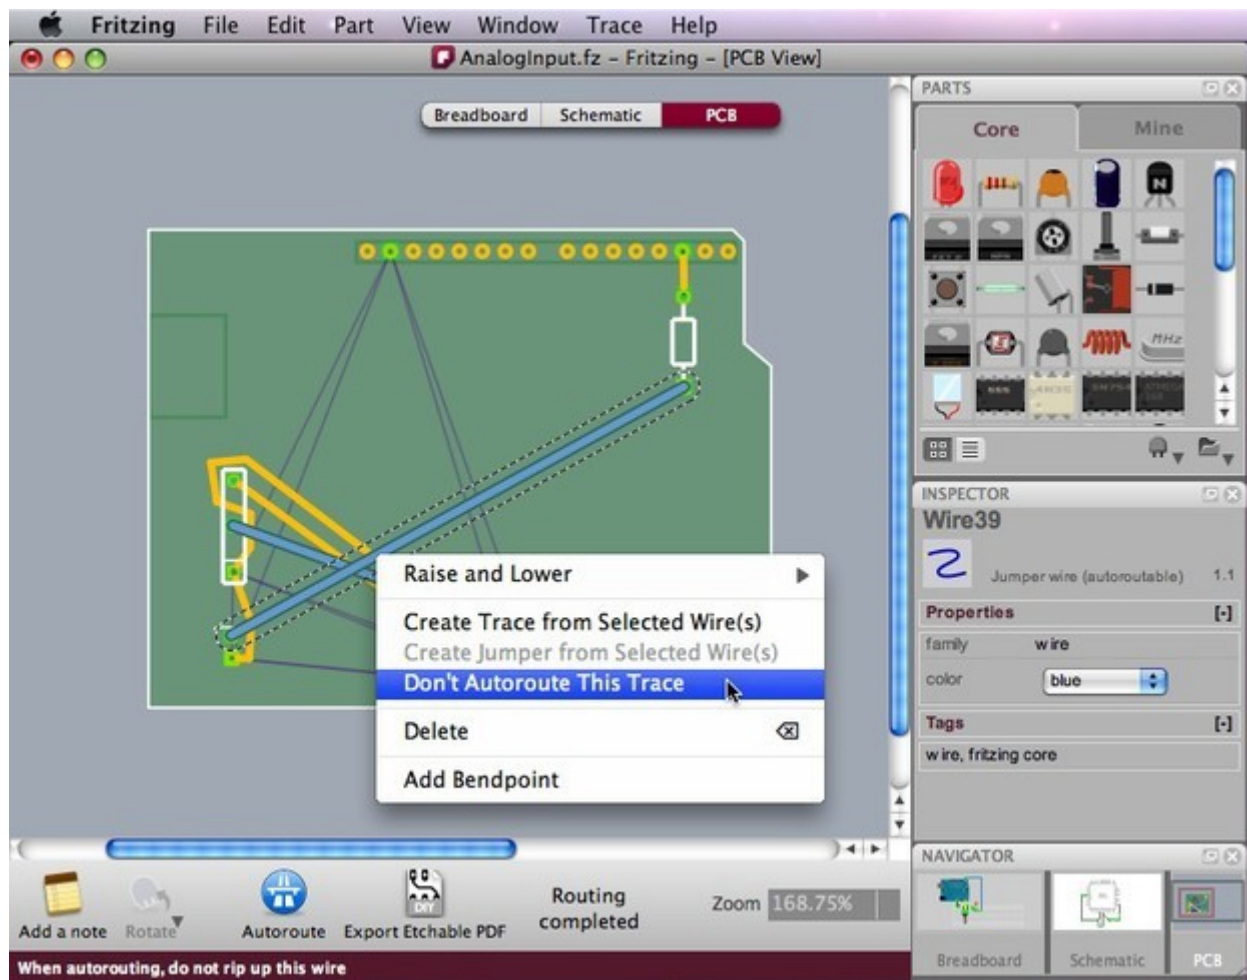 Fritzing File Edit Part View Window Trace Help
AnalogInput.fz – Fritzing – [PCB View]
Breadboard Schematic PCB
PARTS
Core Mine
N
MHz
555
INSPECTOR
Wire39
Jumper wire (autoroutable) 1.1
Properties [-]
family wire
color blue
Tags [-]
wire, fritzing core
Raise and Lower
Create Trace from Selected Wire(s)
Create Jumper from Selected Wire(s)
Don't Autoroute This Trace
Delete
Add Bendpoint
NAVIGATOR
Breadboard Schematic PCB
Add a note Rotate Autoroute
DIY
Export Etchable PDF
Routing
completed
Zoom 168.75%
When autorouting, do not rip up this wire